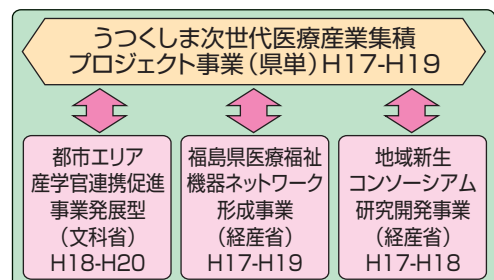 うつくしま次世代医療産業集積
プロジェクト事業（県単）H17-H19
都市エリア
産学官連携促進
事業発展型
（文科省）
H18-H20
福島県医療福祉
機器ネットワーク
形成事業
（経産省）
H17-H19
地域新生
コンソーシアム
研究開発事業
（経産省）
H17-H18